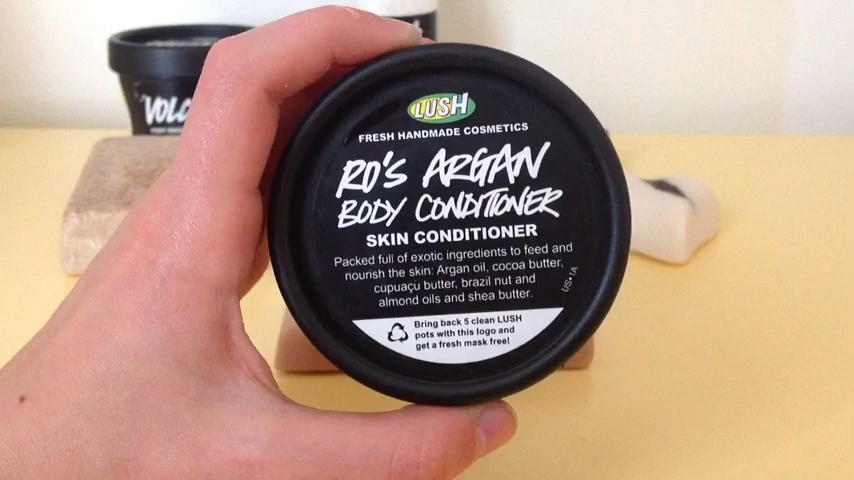 LUSH
FRESH HANDMADE COSMETICS
RO'S ARGAN
BODY CONDITIONER
SKIN CONDITIONER
Packed full of exotic ingredients to feed and
nourish the skin: Argan oil, cocoa butter,
cupuaçu butter, brazil nut and
almond oils and shea butter.
US•1A
Bring back 5 clean LUSH
pots with this logo and
get a fresh mask free!